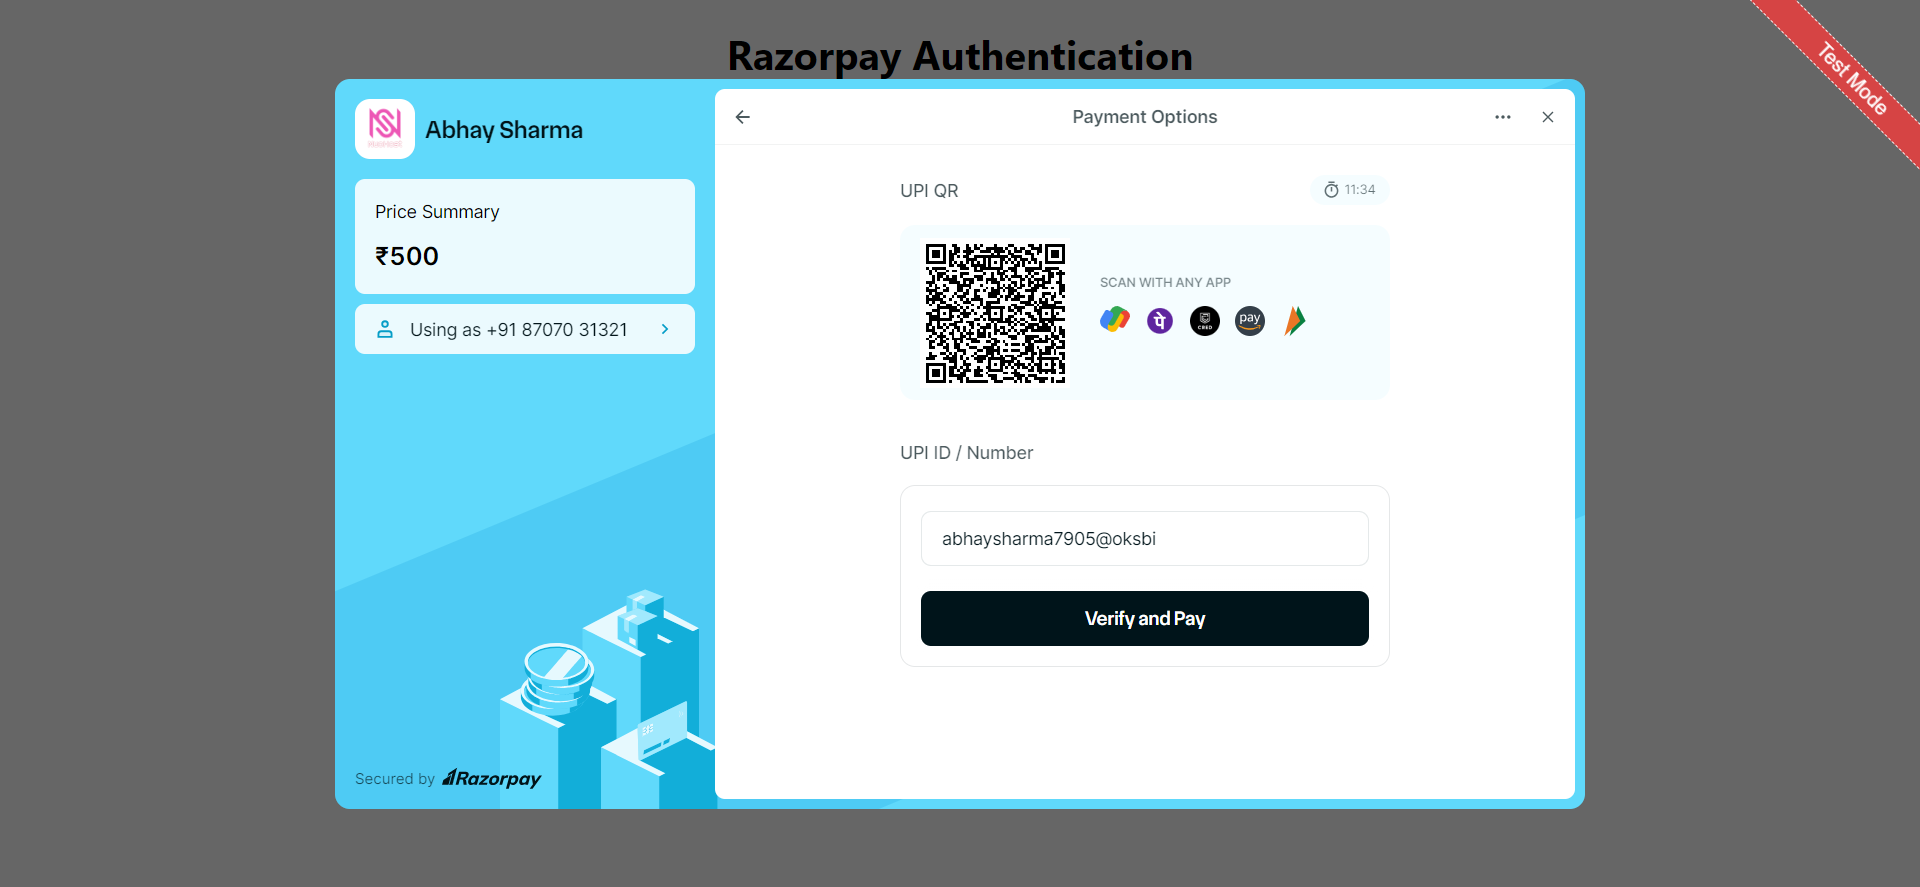 Razorpay Authentication
Test Mode
Abhay Sharma
Price Summary
₹500
Using as +91 87070 31321
Secured by Razorpay
Payment Options
UPI QR
11:34
SCAN WITH ANY APP
CRED
pay
UPI ID / Number
abhaysharma7905@oksbi
Verify and Pay